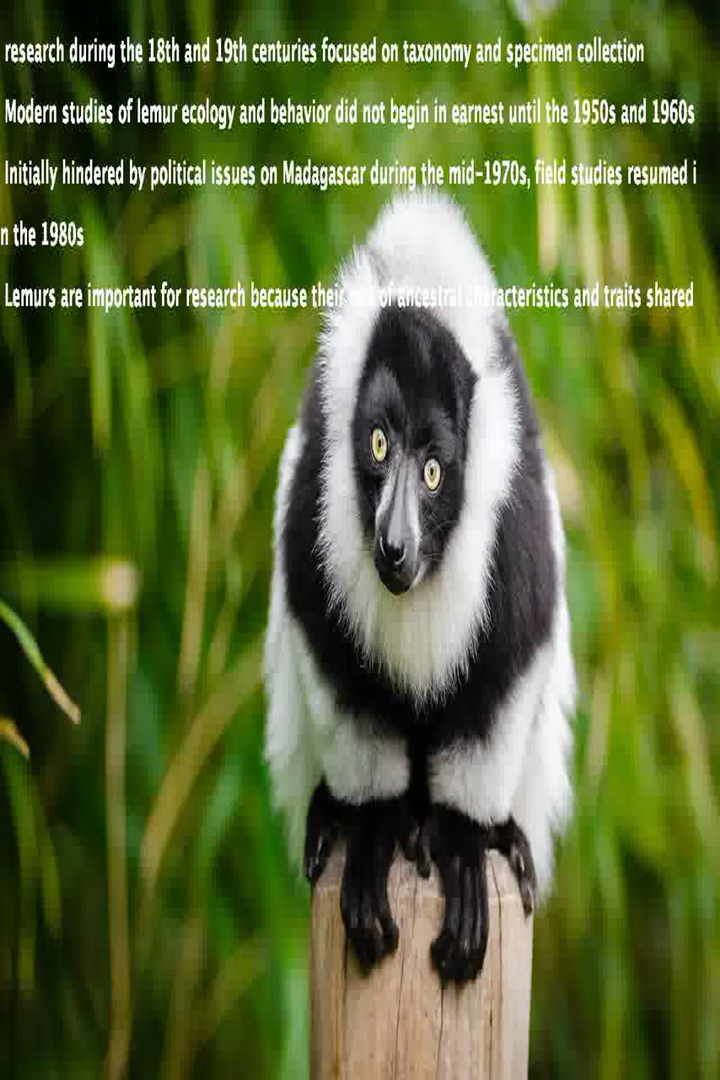 research during the 18th and 19th centuries focused on taxonomy and specimen collection
Modern studies of lemur ecology and behavior did not begin in earnest until the 1950s and 1960s
Initially hindered by political issues on Madagascar during the mid-1970s, field studies resumed i
n the 1980s
Lemurs are important for research because their mix of ancestral characteristics and traits shared